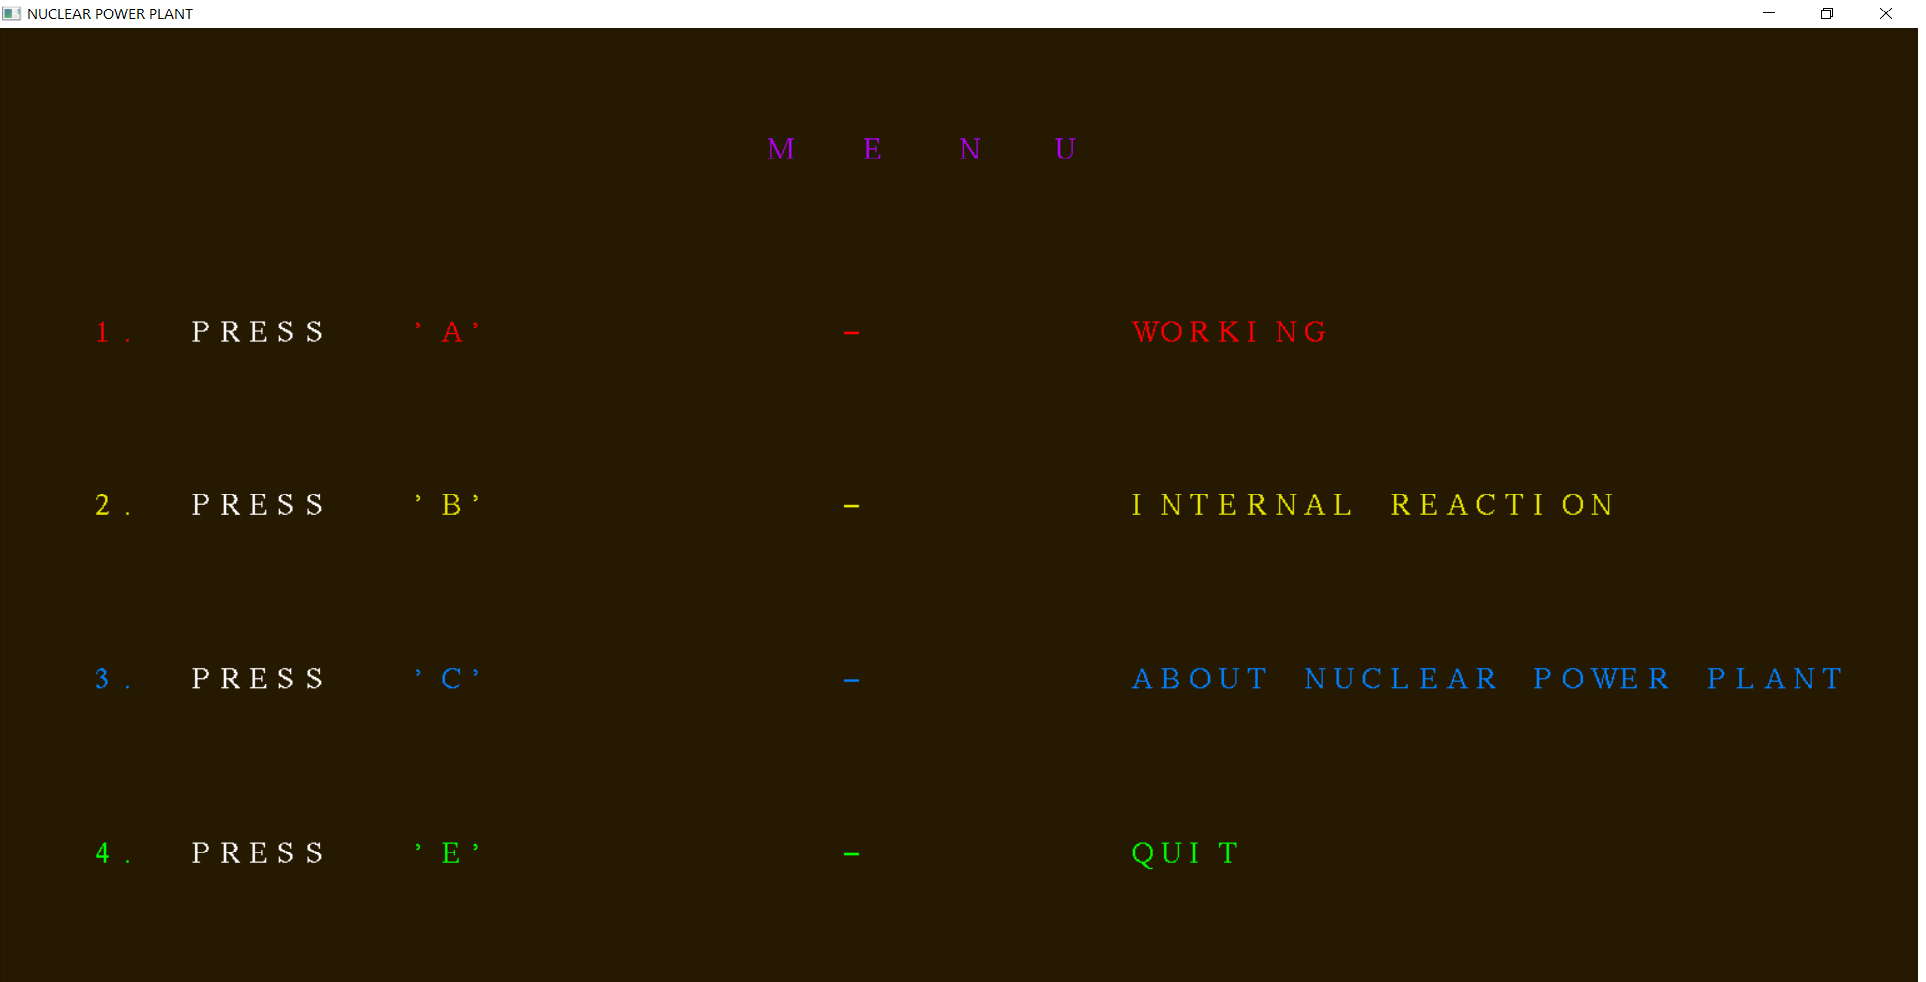 NUCLEAR POWER PLANT
MENU
1. PRESS 'A' - WORKING
2. PRESS 'B' - INTERNAL REACTION
3. PRESS 'C' - ABOUT NUCLEAR POWER PLANT
4. PRESS 'E' - QUIT